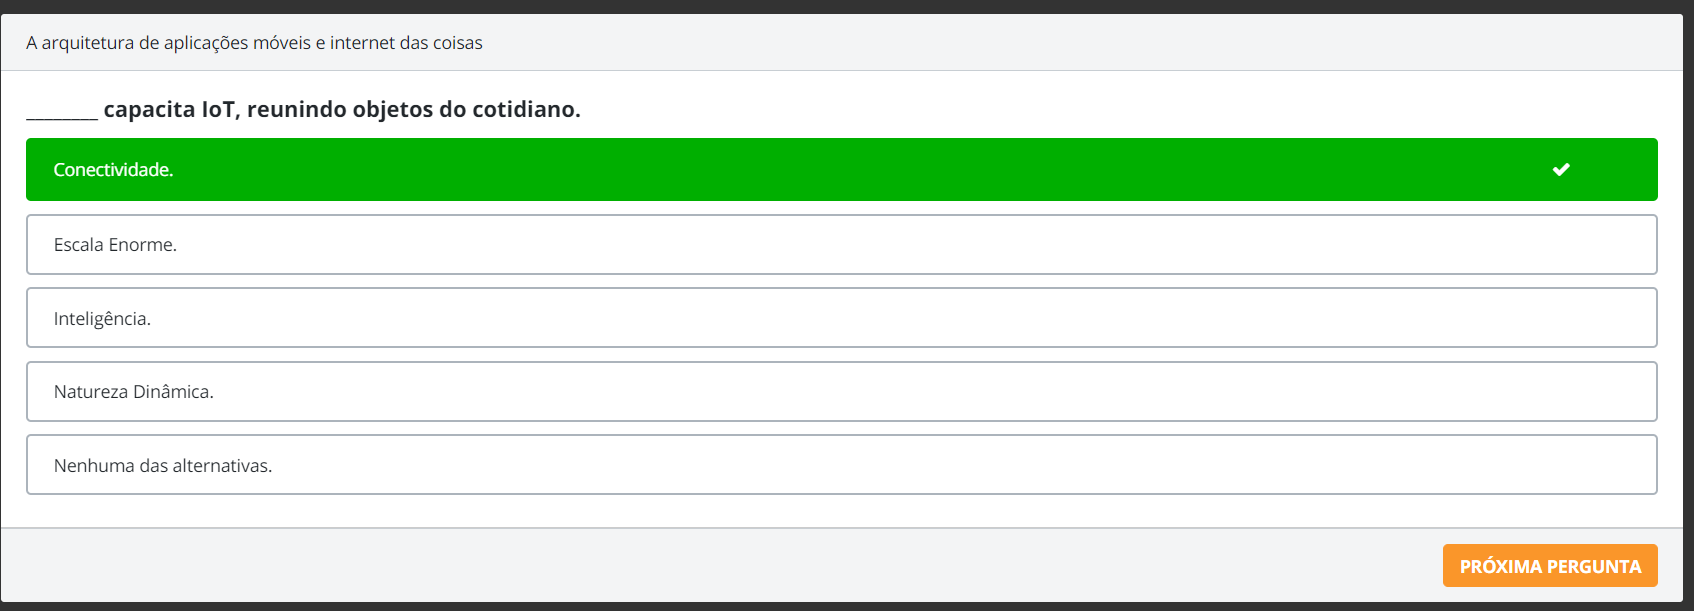 A arquitetura de aplicações móveis e internet das coisas
________ capacita IoT, reunindo objetos do cotidiano.
Conectividade.
Escala Enorme.
Inteligência.
Natureza Dinâmica.
Nenhuma das alternativas.
PRÓXIMA PERGUNTA